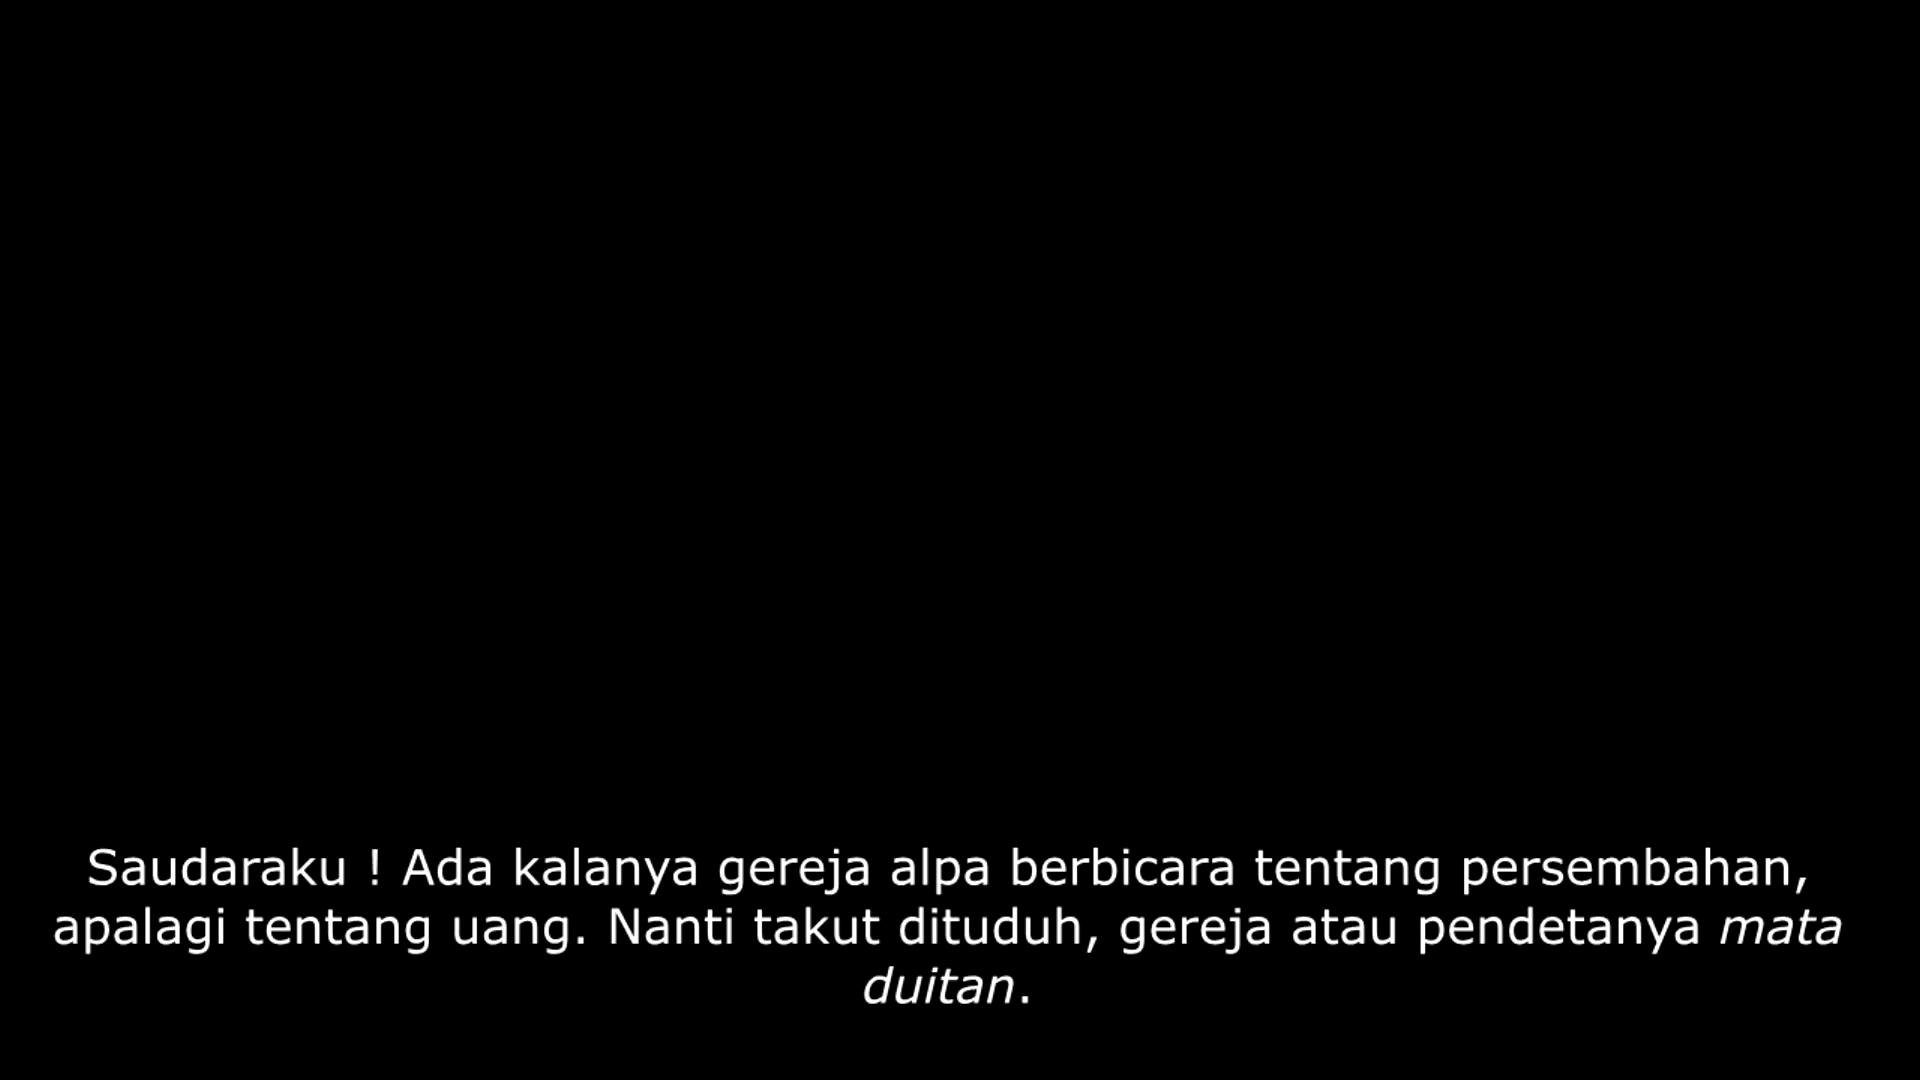 Saudaraku ! Ada kalanya gereja alpa berbicara tentang persembahan,
apalagi tentang uang. Nanti takut dituduh, gereja atau pendetanya mata
duitan.